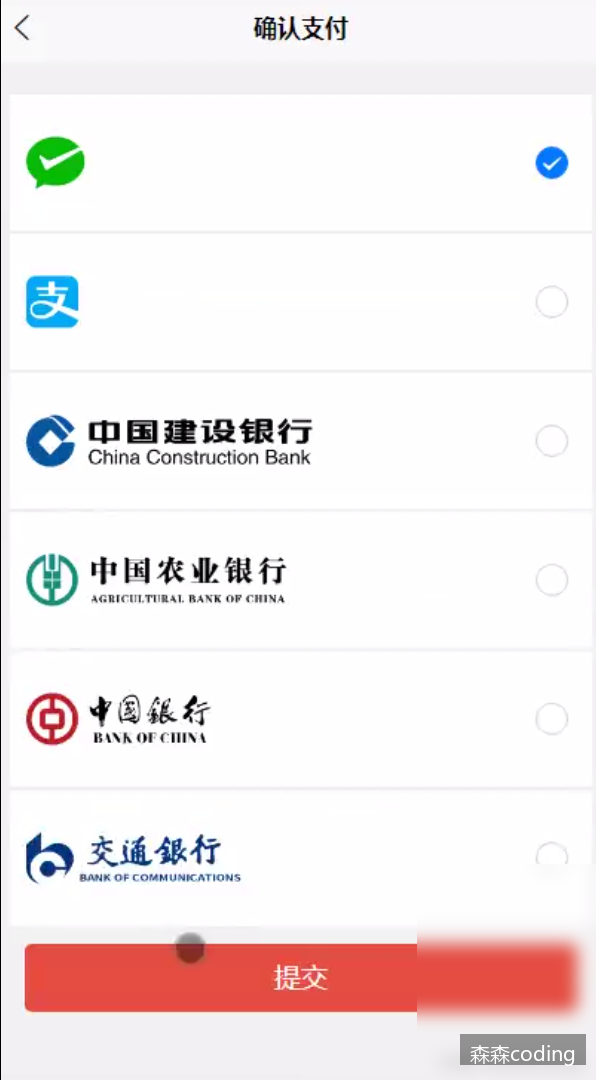 确认支付
支
中国建设银行
China Construction Bank
中国农业银行
AGRICULTURAL BANK OF CHINA
中国銀行
BANK OF CHINA
交通銀行
BANK OF COMMUNICATIONS
提交
森森coding